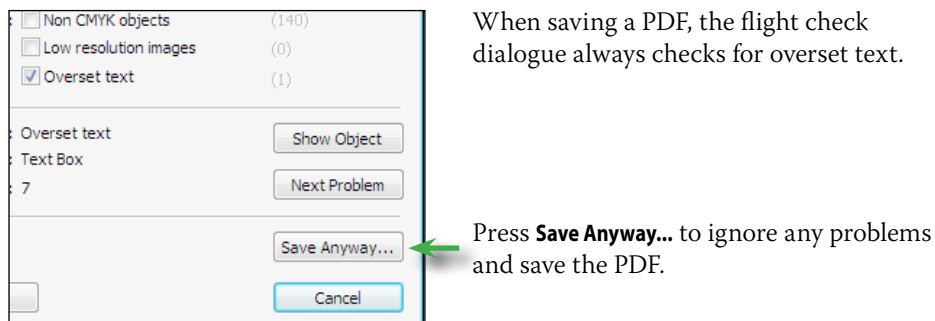 : Non CMYK objects (140)
Low resolution images (0)
Overset text (1)
: Overset text
: Text Box
: 7
Show Object
Next Problem
Save Anyway...
Cancel
When saving a PDF, the flight check
dialogue always checks for overset text.
Press Save Anyway... to ignore any problems
and save the PDF.